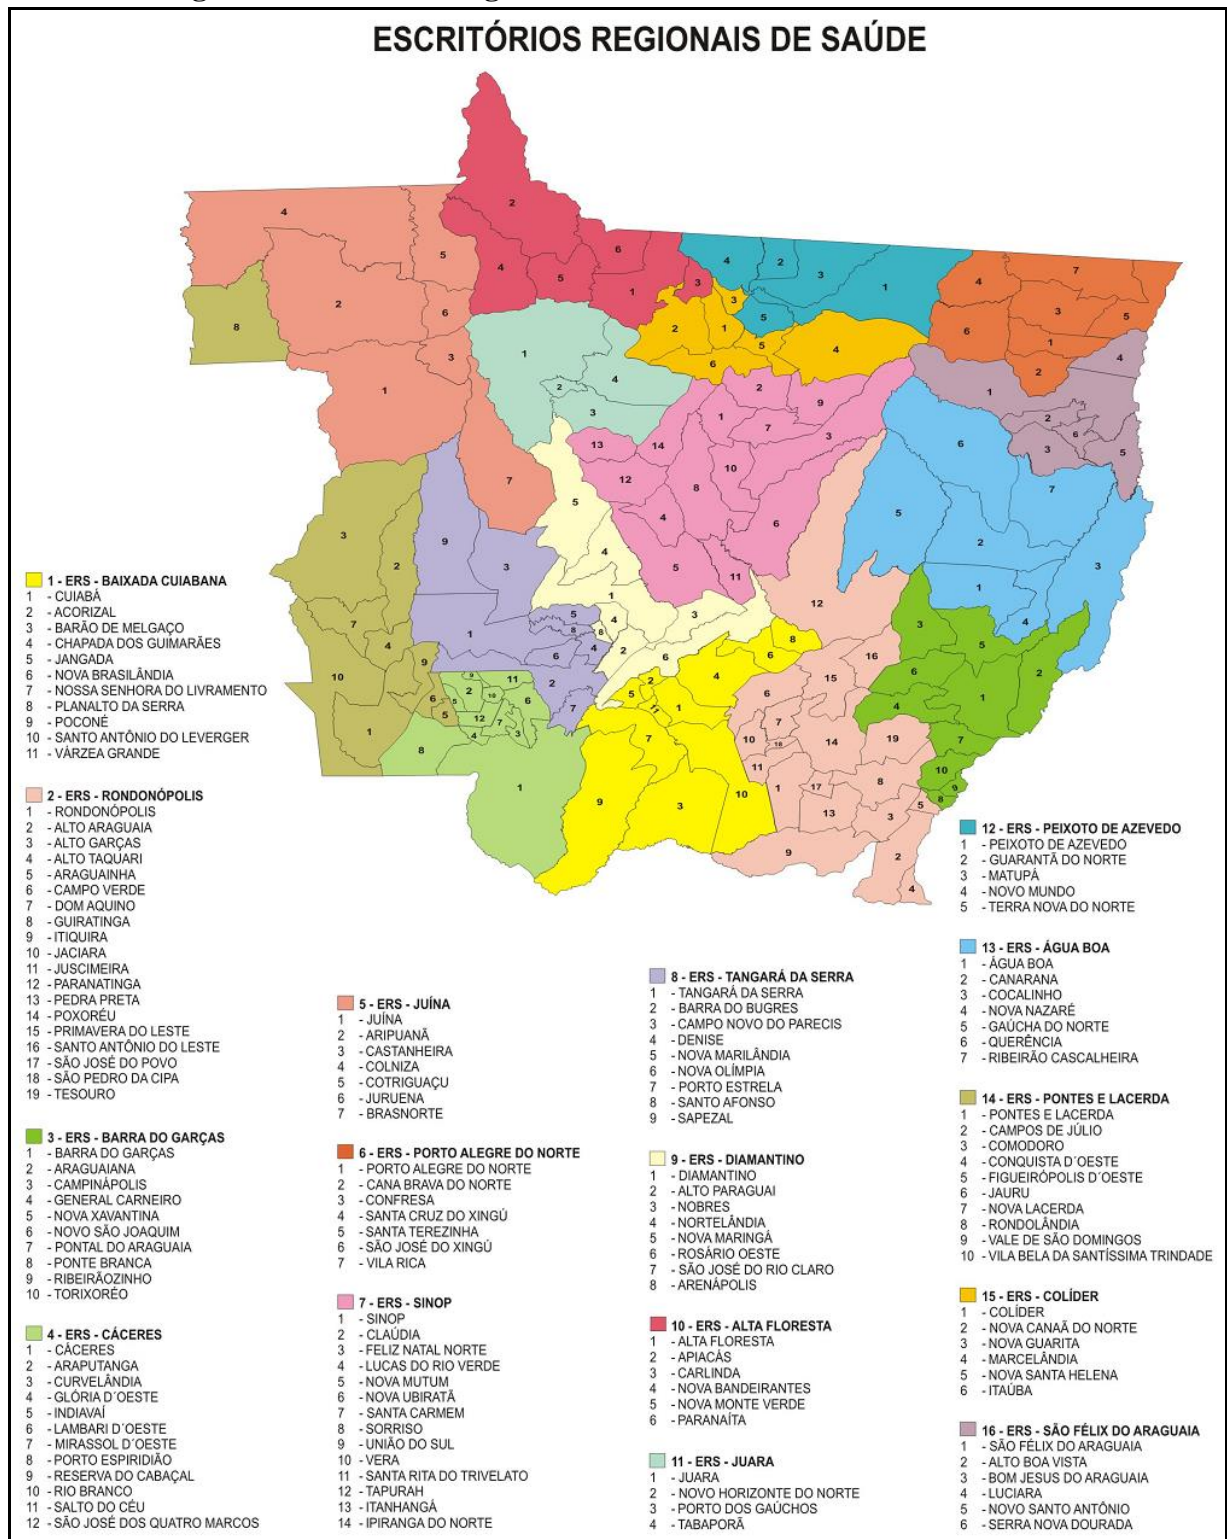 ESCRITÓRIOS REGIONAIS DE SAÚDE
1 - ERS - BAIXADA CUIABANA
1 - CUIABÁ
2 - ACORIZAL
3 - BARÃO DE MELGAÇO
4 - CHAPADA DOS GUIMARÃES
5 - JANGADA
6 - NOVA BRASILÂNDIA
7 - NOSSA SENHORA DO LIVRAMENTO
8 - PLANALTO DA SERRA
9 - POCONÉ
10 - SANTO ANTÔNIO DO LEVERGER
11 - VÁRZEA GRANDE
2 - ERS - RONDONÓPOLIS
1 - RONDONÓPOLIS
2 - ALTO ARAGUAIA
3 - ALTO GARÇAS
4 - ALTO TAQUARI
5 - ARAGUAINHA
6 - CAMPO VERDE
7 - DOM AQUINO
8 - GUIRATINGA
9 - ITIQUIRA
10 - JACIARA
11 - JUSCIMEIRA
12 - PARANATINGA
13 - PEDRA PRETA
14 - POXORÉU
15 - PRIMAVERA DO LESTE
16 - SANTO ANTÔNIO DO LESTE
17 - SÃO JOSÉ DO POVO
18 - SÃO PEDRO DA CIPA
19 - TESOURO
3 - ERS - BARRA DO GARÇAS
1 - BARRA DO GARÇAS
2 - ARAGUAIANA
3 - CAMPINÁPOLIS
4 - GENERAL CARNEIRO
5 - NOVA XAVANTINA
6 - NOVO SÃO JOAQUIM
7 - PONTAL DO ARAGUAIA
8 - PONTE BRANCA
9 - RIBEIRÃOZINHO
10 - TORIXORÉO
4 - ERS - CÁCERES
1 - CÁCERES
2 - ARAPUTANGA
3 - CURVELÂNDIA
4 - GLÓRIA D´OESTE
5 - INDIAVAÍ
6 - LAMBARI D´OESTE
7 - MIRASSOL D´OESTE
8 - PORTO ESPIRIDIÃO
9 - RESERVA DO CABAÇAL
10 - RIO BRANCO
11 - SALTO DO CÉU
12 - SÃO JOSÉ DOS QUATRO MARCOS
5 - ERS - JUÍNA
1 - JUÍNA
2 - ARIPUANÃ
3 - CASTANHEIRA
4 - COLNIZA
5 - COTRIGUAÇU
6 - JURUENA
7 - BRASNORTE
6 - ERS - PORTO ALEGRE DO NORTE
1 - PORTO ALEGRE DO NORTE
2 - CANA BRAVA DO NORTE
3 - CONFRESA
4 - SANTA CRUZ DO XINGÚ
5 - SANTA TEREZINHA
6 - SÃO JOSÉ DO XINGÚ
7 - VILA RICA
7 - ERS - SINOP
1 - SINOP
2 - CLAÚDIA
3 - FELIZ NATAL NORTE
4 - LUCAS DO RIO VERDE
5 - NOVA MUTUM
6 - NOVA UBIRATÃ
7 - SANTA CARMEM
8 - SORRISO
9 - UNIÃO DO SUL
10 - VERA
11 - SANTA RITA DO TRIVELATO
12 - TAPURAH
13 - ITANHANGÁ
14 - IPIRANGA DO NORTE
8 - ERS - TANGARÁ DA SERRA
1 - TANGARÁ DA SERRA
2 - BARRA DO BUGRES
3 - CAMPO NOVO DO PARECIS
4 - DENISE
5 - NOVA MARILÂNDIA
6 - NOVA OLÍMPIA
7 - PORTO ESTRELA
8 - SANTO AFONSO
9 - SAPEZAL
9 - ERS - DIAMANTINO
1 - DIAMANTINO
2 - ALTO PARAGUAI
3 - NOBRES
4 - NORTELÂNDIA
5 - NOVA MARINGÁ
6 - ROSÁRIO OESTE
7 - SÃO JOSÉ DO RIO CLARO
8 - ARENÁPOLIS
10 - ERS - ALTA FLORESTA
1 - ALTA FLORESTA
2 - APIACÁS
3 - CARLINDA
4 - NOVA BANDEIRANTES
5 - NOVA MONTE VERDE
6 - PARANAÍTA
11 - ERS - JUARA
1 - JUARA
2 - NOVO HORIZONTE DO NORTE
3 - PORTO DOS GAÚCHOS
4 - TABAPORÃ
12 - ERS - PEIXOTO DE AZEVEDO
1 - PEIXOTO DE AZEVEDO
2 - GUARANTÃ DO NORTE
3 - MATUPÁ
4 - NOVO MUNDO
5 - TERRA NOVA DO NORTE
13 - ERS - ÁGUA BOA
1 - ÁGUA BOA
2 - CANARANA
3 - COCALINHO
4 - NOVA NAZARÉ
5 - GAÚCHA DO NORTE
6 - QUERÊNCIA
7 - RIBEIRÃO CASCALHEIRA
14 - ERS - PONTES E LACERDA
1 - PONTES E LACERDA
2 - CAMPOS DE JÚLIO
3 - COMODORO
4 - CONQUISTA D´OESTE
5 - FIGUEIRÓPOLIS D´OESTE
6 - JAURU
7 - NOVA LACERDA
8 - RONDOLÂNDIA
9 - VALE DE SÃO DOMINGOS
10 - VILA BELA DA SANTÍSSIMA TRINDADE
15 - ERS - COLÍDER
1 - COLÍDER
2 - NOVA CANAÃ DO NORTE
3 - NOVA GUARITA
4 - MARCELÂNDIA
5 - NOVA SANTA HELENA
6 - ITAÚBA
16 - ERS - SÃO FÉLIX DO ARAGUAIA
1 - SÃO FÉLIX DO ARAGUAIA
2 - ALTO BOA VISTA
3 - BOM JESUS DO ARAGUAIA
4 - LUCIARA
5 - NOVO SANTO ANTÔNIO
6 - SERRA NOVA DOURADA